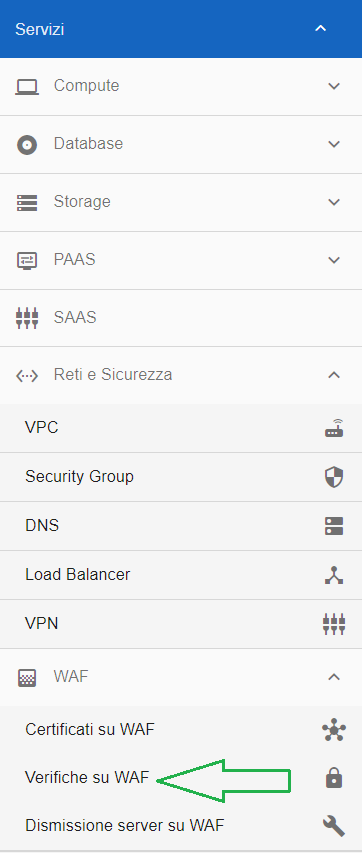 Servizi
Compute
Database
Storage
PAAS
SAAS
Reti e Sicurezza
VPC
Security Group
DNS
Load Balancer
VPN
WAF
Certificati su WAF
Verifiche su WAF
Dismissione server su WAF